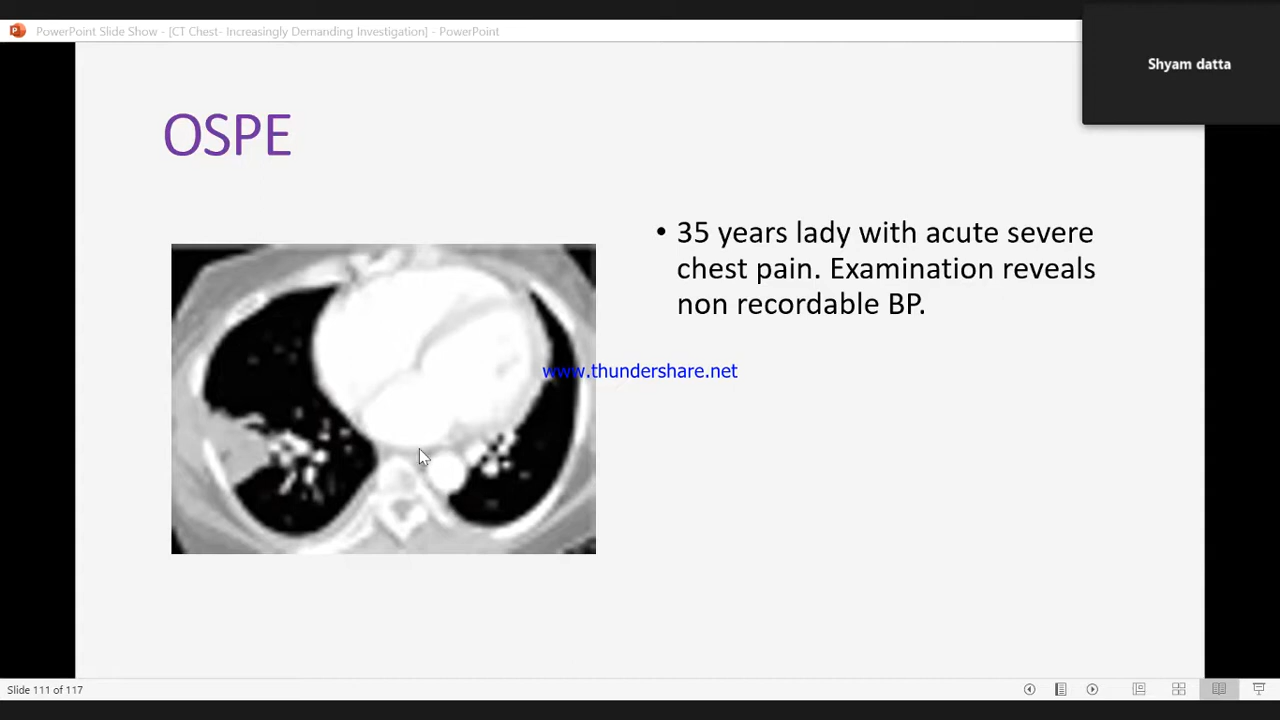 PowerPoint Slide Show - [CT Chest- Increasingly Demanding Investigation] - PowerPoint
Shyam datta
OSPE
• 35 years lady with acute severe
chest pain. Examination reveals
non recordable BP.
www.thundershare.net
Slide 111 of 117